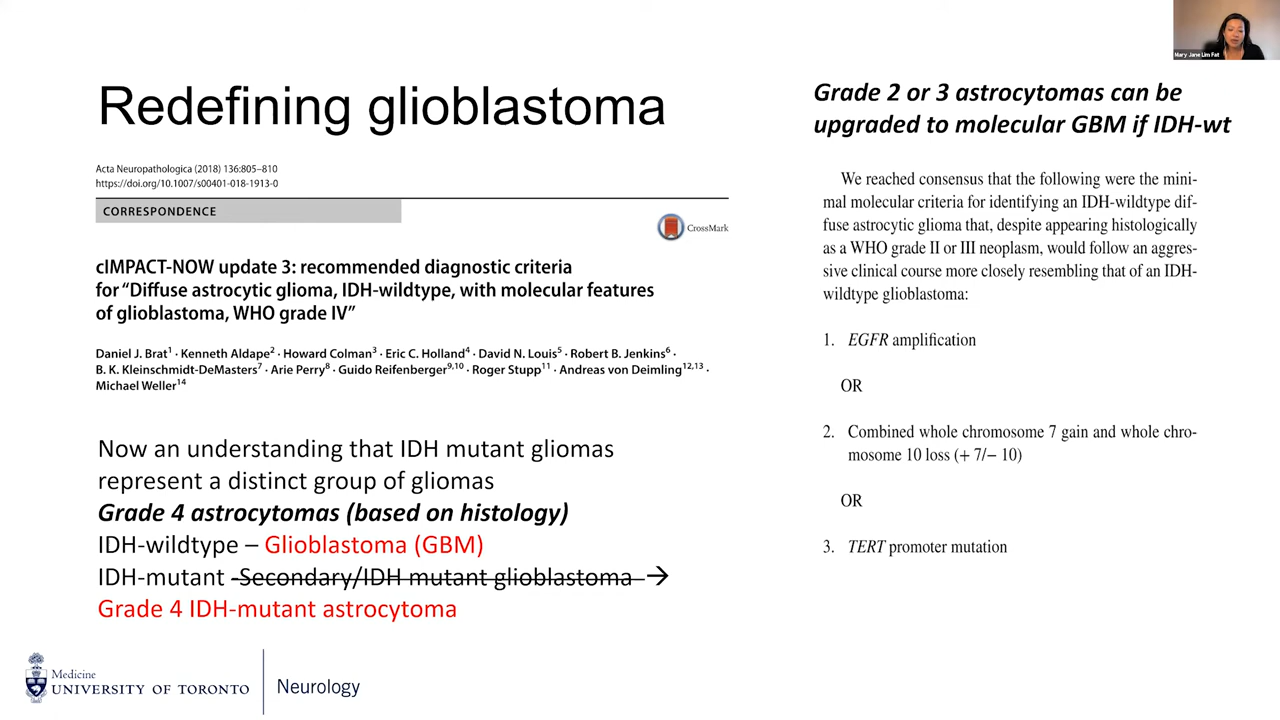 Mary Jane Lim Fat
Redefining glioblastoma
Acta Neuropathologica (2018) 136:805–810
https://doi.org/10.1007/s00401-018-1913-0
CORRESPONDENCE
CrossMark
cIMPACT-NOW update 3: recommended diagnostic criteria
for “Diffuse astrocytic glioma, IDH-wildtype, with molecular features
of glioblastoma, WHO grade IV”
Daniel J. Brat1 · Kenneth Aldape2 · Howard Colman3 · Eric C. Holland4 · David N. Louis5 · Robert B. Jenkins6 ·
B. K. Kleinschmidt-DeMasters7 · Arie Perry8 · Guido Reifenberger9,10 · Roger Stupp11 · Andreas von Deimling12,13 ·
Michael Weller14
Now an understanding that IDH mutant gliomas
represent a distinct group of gliomas
Grade 4 astrocytomas (based on histology)
IDH-wildtype – Glioblastoma (GBM)
IDH-mutant -Secondary/IDH mutant glioblastoma →
Grade 4 IDH-mutant astrocytoma
Grade 2 or 3 astrocytomas can be
upgraded to molecular GBM if IDH-wt
We reached consensus that the following were the mini-
mal molecular criteria for identifying an IDH-wildtype dif-
fuse astrocytic glioma that, despite appearing histologically
as a WHO grade II or III neoplasm, would follow an aggres-
sive clinical course more closely resembling that of an IDH-
wildtype glioblastoma:
1. EGFR amplification
OR
2. Combined whole chromosome 7 gain and whole chro-
mosome 10 loss (+ 7/− 10)
OR
3. TERT promoter mutation
Medicine
UNIVERSITY OF TORONTO
Neurology